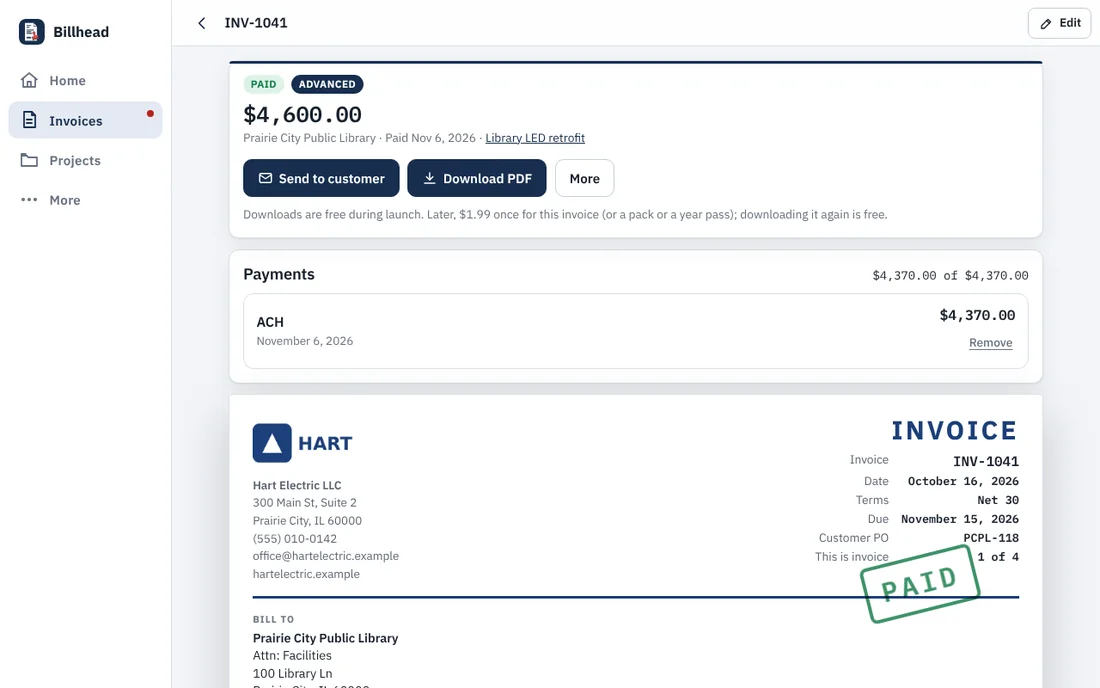 Billhead
Home
Invoices
Projects
More
INV-1041
Edit
PAID ADVANCED
$4,600.00
Prairie City Public Library · Paid Nov 6, 2026 · Library LED retrofit
Send to customer
Download PDF
More
Downloads are free during launch. Later, $1.99 once for this invoice (or a pack or a year pass); downloading it again is free.
Payments
$4,370.00 of $4,370.00
ACH
November 6, 2026
$4,370.00
Remove
HART
Hart Electric LLC
300 Main St, Suite 2
Prairie City, IL 60000
(555) 010-0142
office@hartelectric.example
hartelectric.example
INVOICE
Invoice INV-1041
Date October 16, 2026
Terms Net 30
Due November 15, 2026
Customer PO PCPL-118
This is invoice 1 of 4
PAID
BILL TO
Prairie City Public Library
Attn: Facilities
100 Library Ln